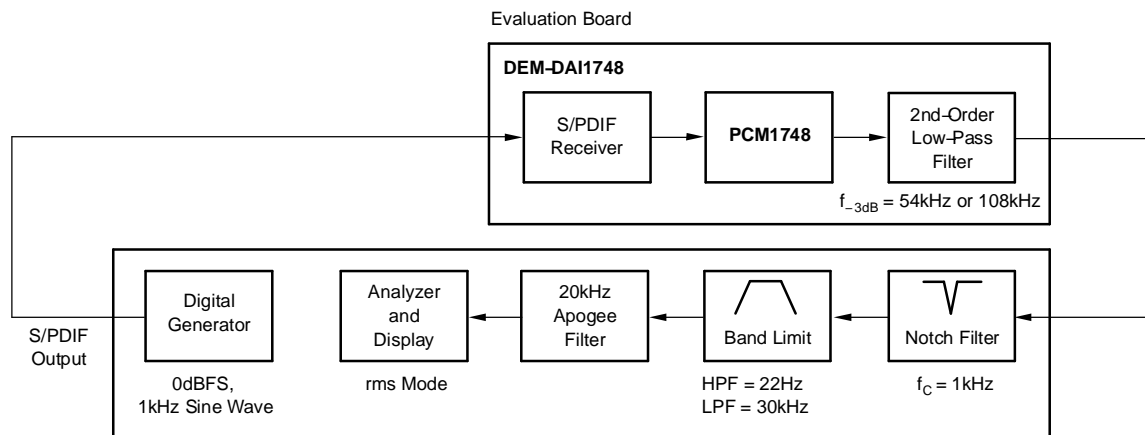 Evaluation Board
DEM–DAI1748
S/PDIF
Receiver
PCM1748
2nd-Order
Low–Pass
Filter
f–3dB = 54kHz or 108kHz
Digital
Generator
Analyzer
and
Display
20kHz
Apogee
Filter
Band Limit
Notch Filter
S/PDIF
Output
0dBFS,
1kHz Sine Wave
rms Mode
HPF = 22Hz
LPF = 30kHz
fC = 1kHz